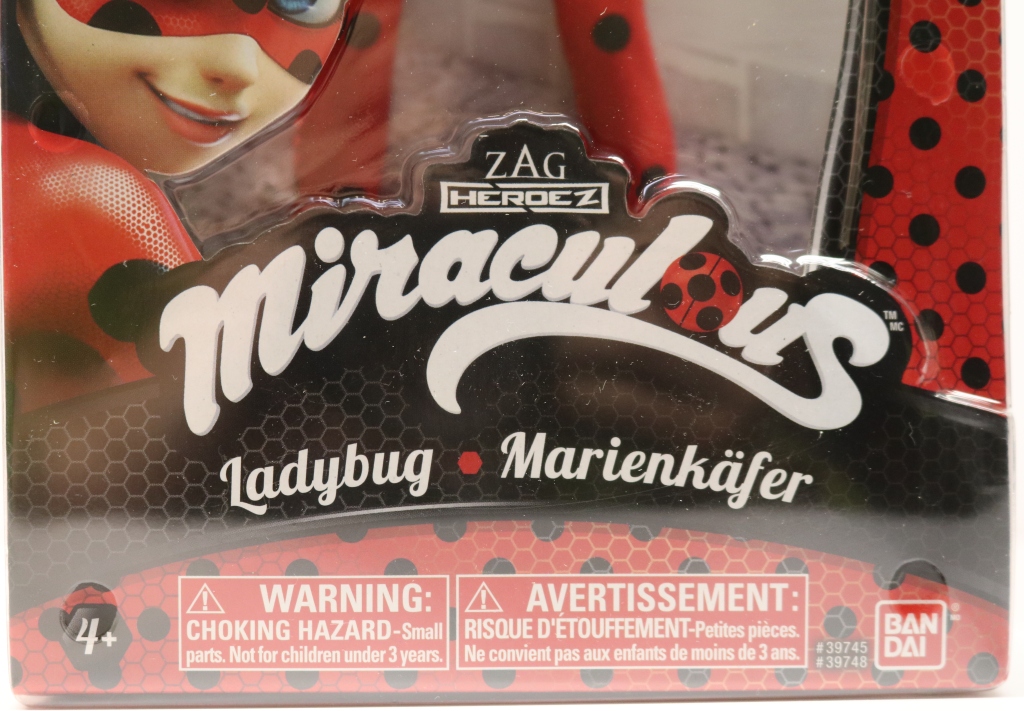 ZAG
HEROEZ
Miraculous
TM
MC
Ladybug • Marienkäfer
4+
WARNING:
CHOKING HAZARD-Small
parts. Not for children under 3 years.
AVERTISSEMENT:
RISQUE D'ÉTOUFFEMENT-Petites pièces.
Ne convient pas aux enfants de moins de 3 ans.
#39745
#39748
BAN
DAI